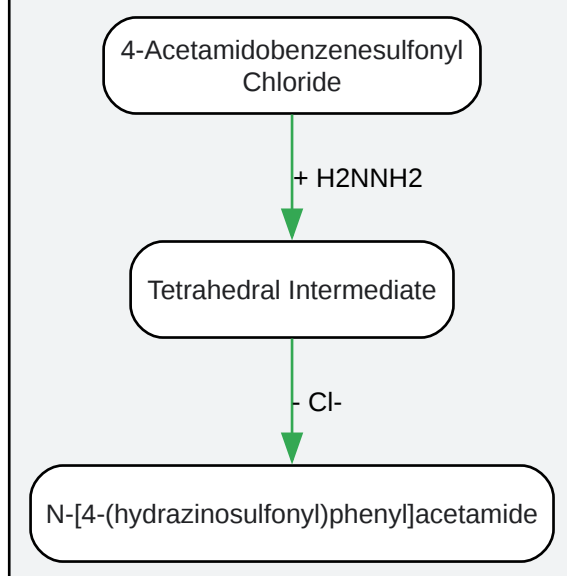 4-Acetamidobenzenesulfonyl
Chloride
+ H2NNH2
Tetrahedral Intermediate
- Cl-
N-[4-(hydrazinosulfonyl)phenyl]acetamide